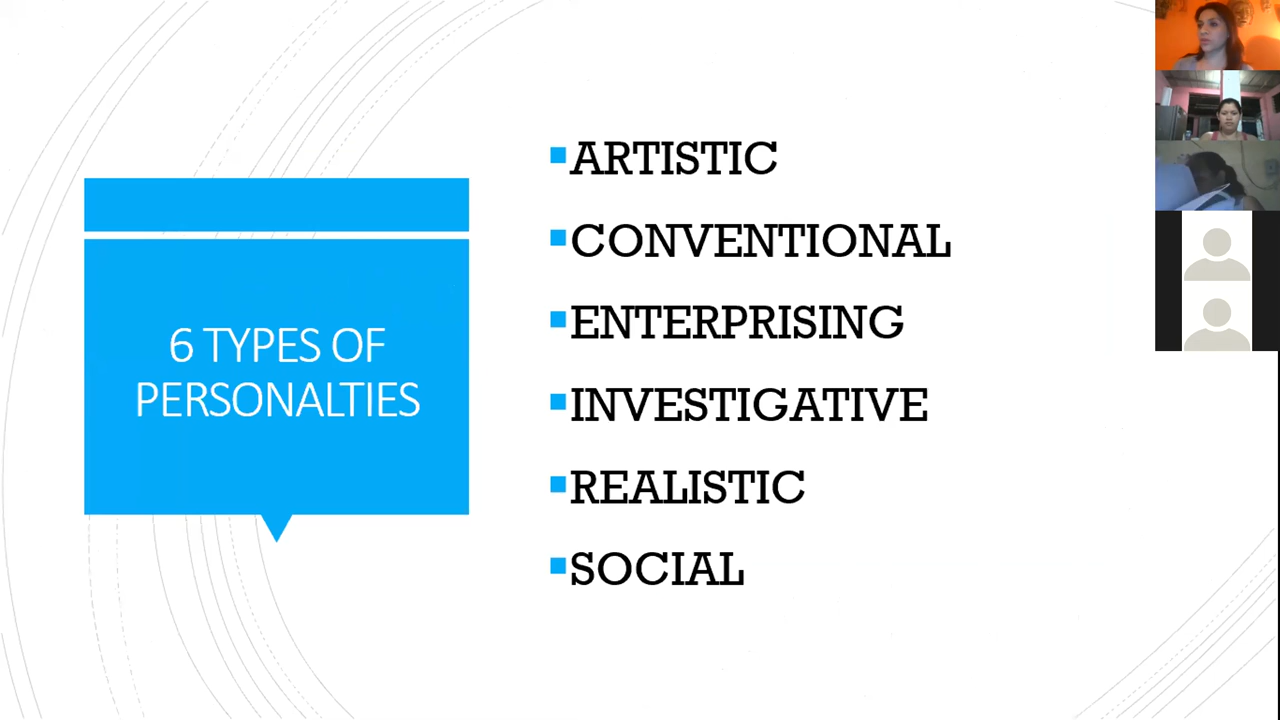 6 TYPES OF
PERSONALTIES
ARTISTIC
CONVENTIONAL
ENTERPRISING
INVESTIGATIVE
REALISTIC
SOCIAL